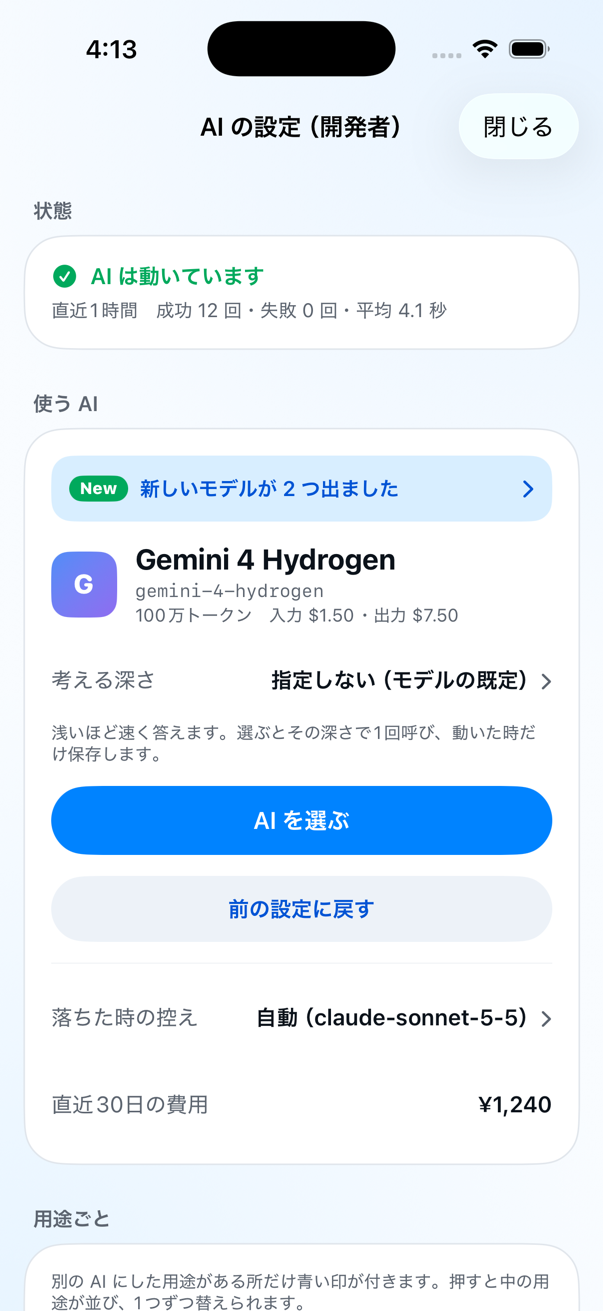 4:13
AI の設定（開発者）
閉じる
状態
AI は動いています
直近1時間　成功 12 回・失敗 0 回・平均 4.1 秒
使う AI
New 新しいモデルが 2 つ出ました
G
Gemini 4 Hydrogen
gemini-4-hydrogen
100万トークン　入力 $1.50・出力 $7.50
考える深さ 指定しない（モデルの既定）
浅いほど速く答えます。選ぶとその深さで1回呼び、動いた時だ
け保存します。
AI を選ぶ
前の設定に戻す
落ちた時の控え 自動（claude-sonnet-5-5）
直近30日の費用 ¥1,240
用途ごと
別の AI にした用途がある所だけ青い印が付きます。押すと中の用
途が並び、1つずつ替えられます。